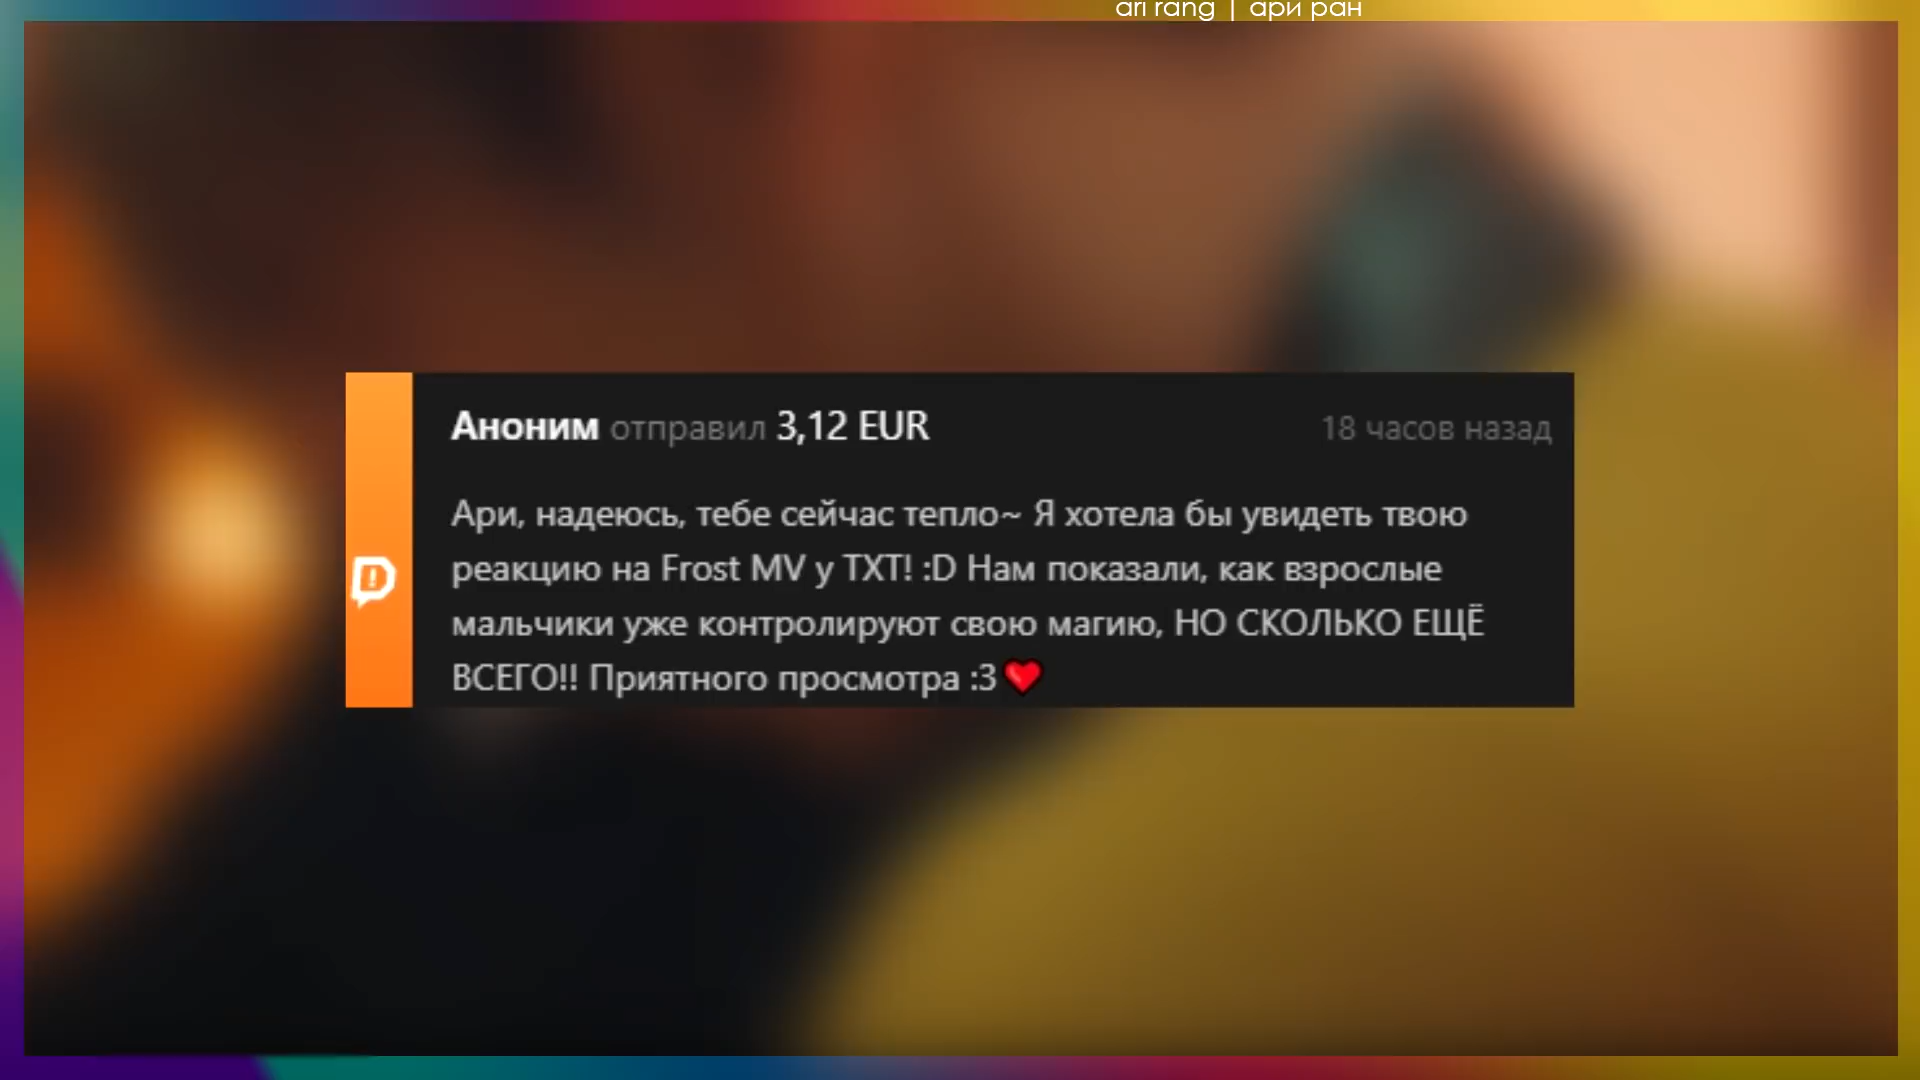 ari rang | ари ран
Аноним отправил 3,12 EUR
18 часов назад
Ари, надеюсь, тебе сейчас тепло~ Я хотела бы увидеть твою
реакцию на Frost MV у TXT! :D Нам показали, как взрослые
мальчики уже контролируют свою магию, НО СКОЛЬКО ЕЩЁ
ВСЕГО!! Приятного просмотра :3❤️